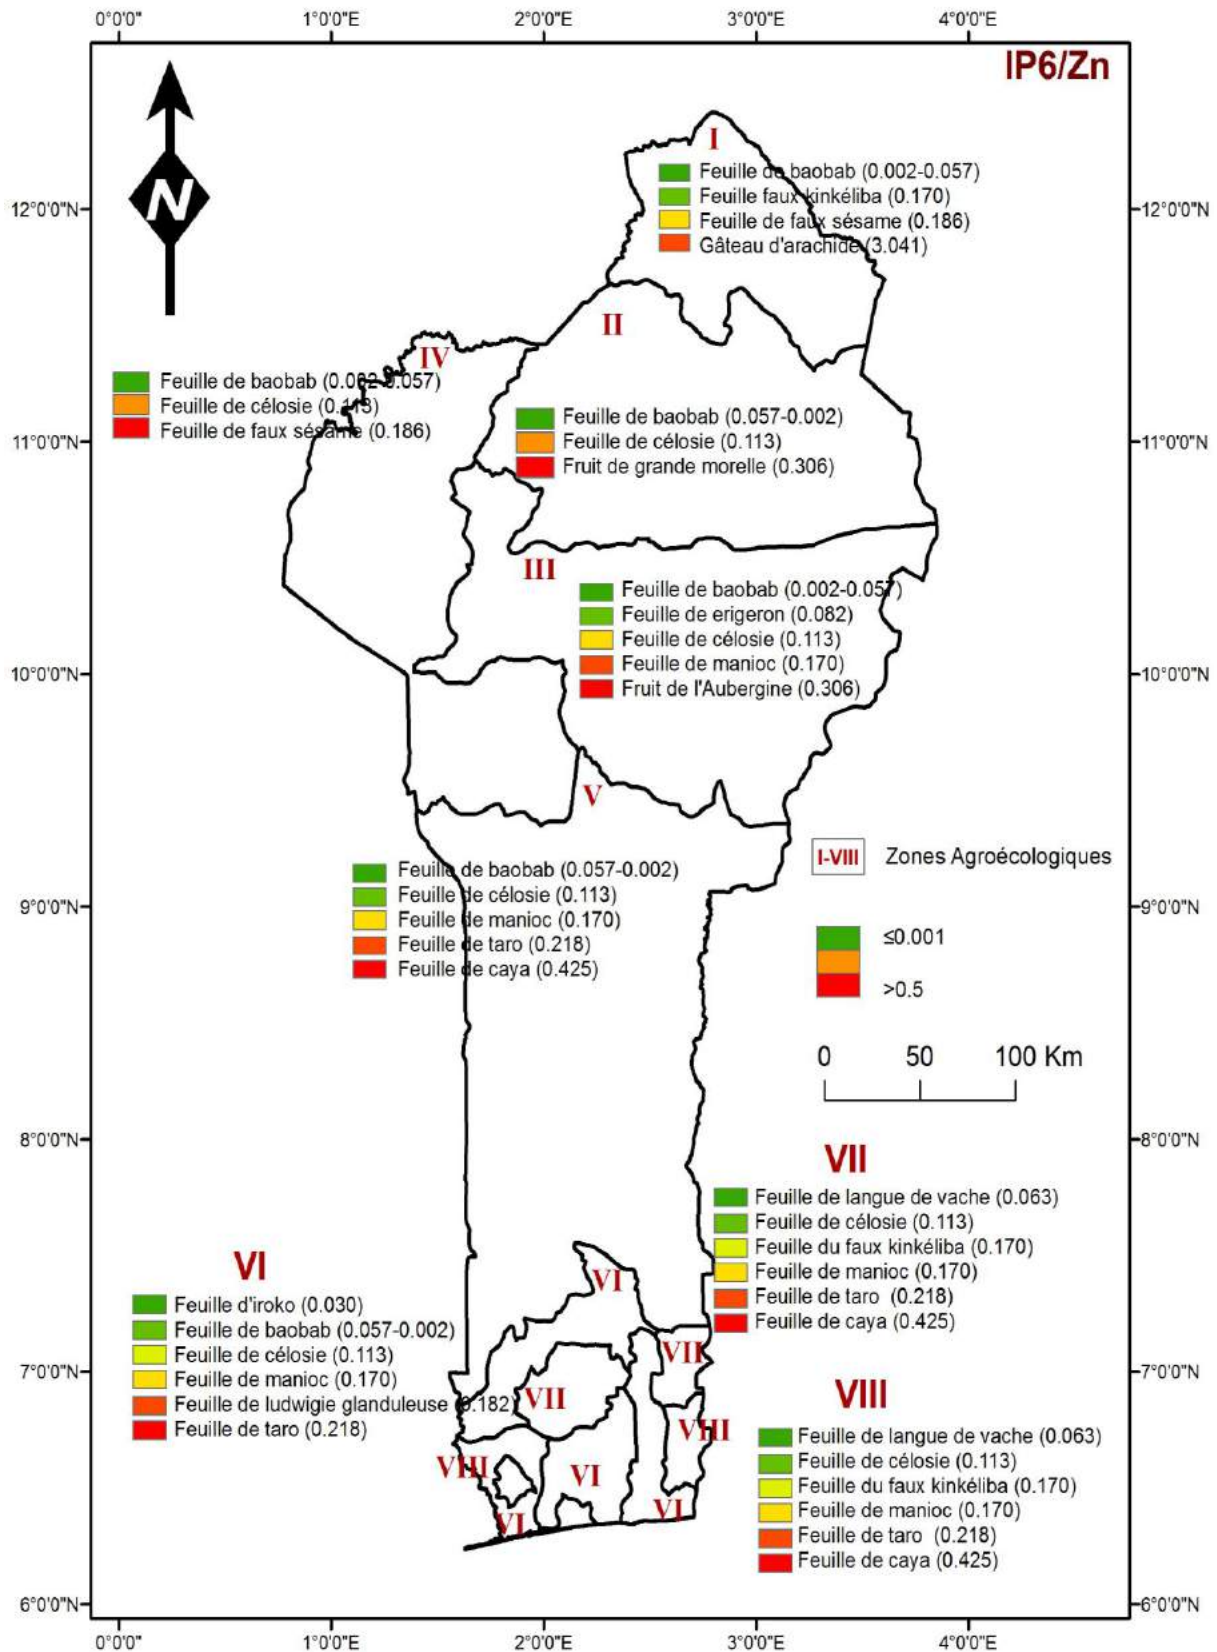 0°0'0" 1°0'0"E 2°0'0"E 3°0'0"E 4°0'0"E
IP6/Zn
N
I
Feuille de baobab (0.002-0.057)
Feuille faux kinkéliba (0.170)
Feuille de faux sésame (0.186)
Gâteau d'arachide (3.041)
12°0'0"N 12°0'0"N
II
IV
Feuille de baobab (0.002-0.057)
Feuille de célosie (0.113)
Feuille de faux sésame (0.186)
Feuille de baobab (0.057-0.002)
Feuille de célosie (0.113)
Fruit de grande morelle (0.306)
11°0'0"N 11°0'0"N
III
Feuille de baobab (0.002-0.057)
Feuille de erigeron (0.082)
Feuille de célosie (0.113)
Feuille de manioc (0.170)
Fruit de l'Aubergine (0.306)
10°0'0"N 10°0'0"N
V
I-VIII Zones Agroécologiques
Feuille de baobab (0.057-0.002)
Feuille de célosie (0.113)
Feuille de manioc (0.170)
Feuille de taro (0.218)
Feuille de caya (0.425)
9°0'0"N 9°0'0"N
≤0.001
>0.5
0 50 100 Km
8°0'0"N 8°0'0"N
VII
Feuille de langue de vache (0.063)
Feuille de célosie (0.113)
Feuille du faux kinkéliba (0.170)
Feuille de manioc (0.170)
Feuille de taro (0.218)
Feuille de caya (0.425)
VI
Feuille d'iroko (0.030)
Feuille de baobab (0.057-0.002)
Feuille de célosie (0.113)
Feuille de manioc (0.170)
Feuille de ludwigie glanduleuse (0.182)
Feuille de taro (0.218)
VI
VII
7°0'0"N 7°0'0"N
VII
VIII
VIII
VIII
VI
VI
VI
Feuille de langue de vache (0.063)
Feuille de célosie (0.113)
Feuille du faux kinkéliba (0.170)
Feuille de manioc (0.170)
Feuille de taro (0.218)
Feuille de caya (0.425)
6°0'0"N 6°0'0"N
0°0'0" 1°0'0"E 2°0'0"E 3°0'0"E 4°0'0"E